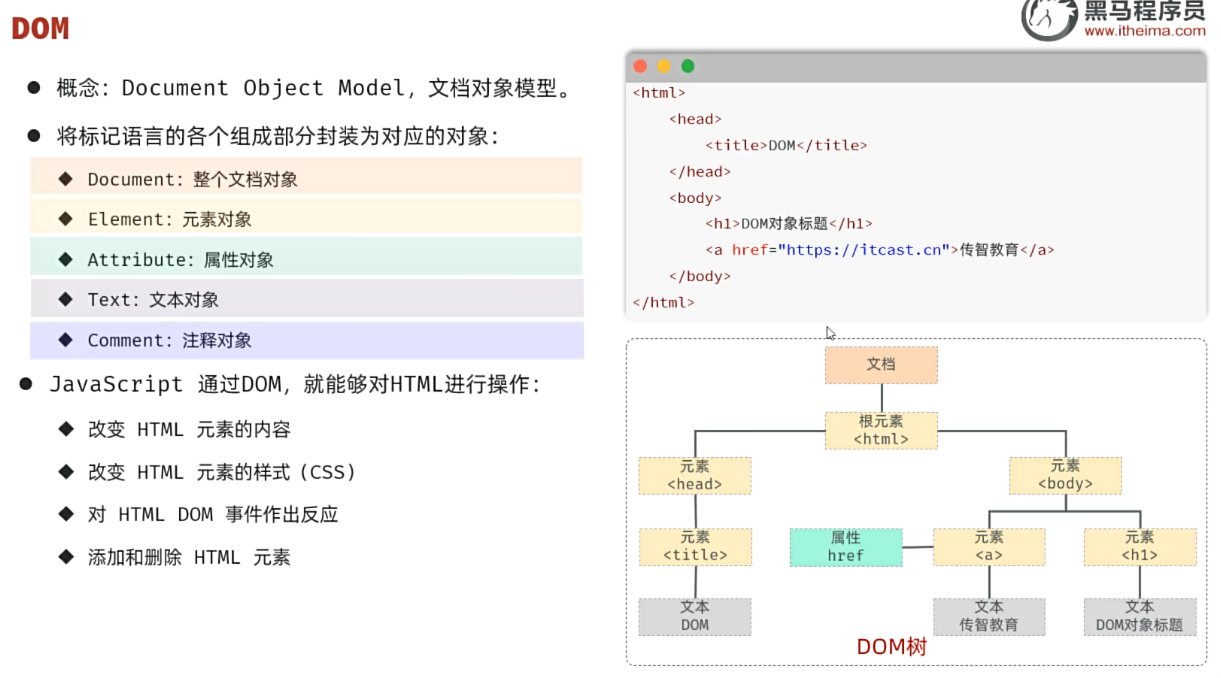 DOM
黑马程序员
www.itheima.com
概念：Document Object Model，文档对象模型。
将标记语言的各个组成部分封装为对应的对象：
Document：整个文档对象
Element：元素对象
Attribute：属性对象
Text：文本对象
Comment：注释对象
JavaScript 通过DOM，就能够对HTML进行操作：
改变 HTML 元素的内容
改变 HTML 元素的样式（CSS）
对 HTML DOM 事件作出反应
添加和删除 HTML 元素
<html>
<head>
<title>DOM</title>
</head>
<body>
<h1>DOM对象标题</h1>
<a href="https://itcast.cn">传智教育</a>
</body>
</html>
文档
根元素
<html>
元素
<head>
元素
<body>
元素
<title>
属性
href
元素
<a>
元素
<h1>
文本
DOM
文本
传智教育
文本
DOM对象标题
DOM树